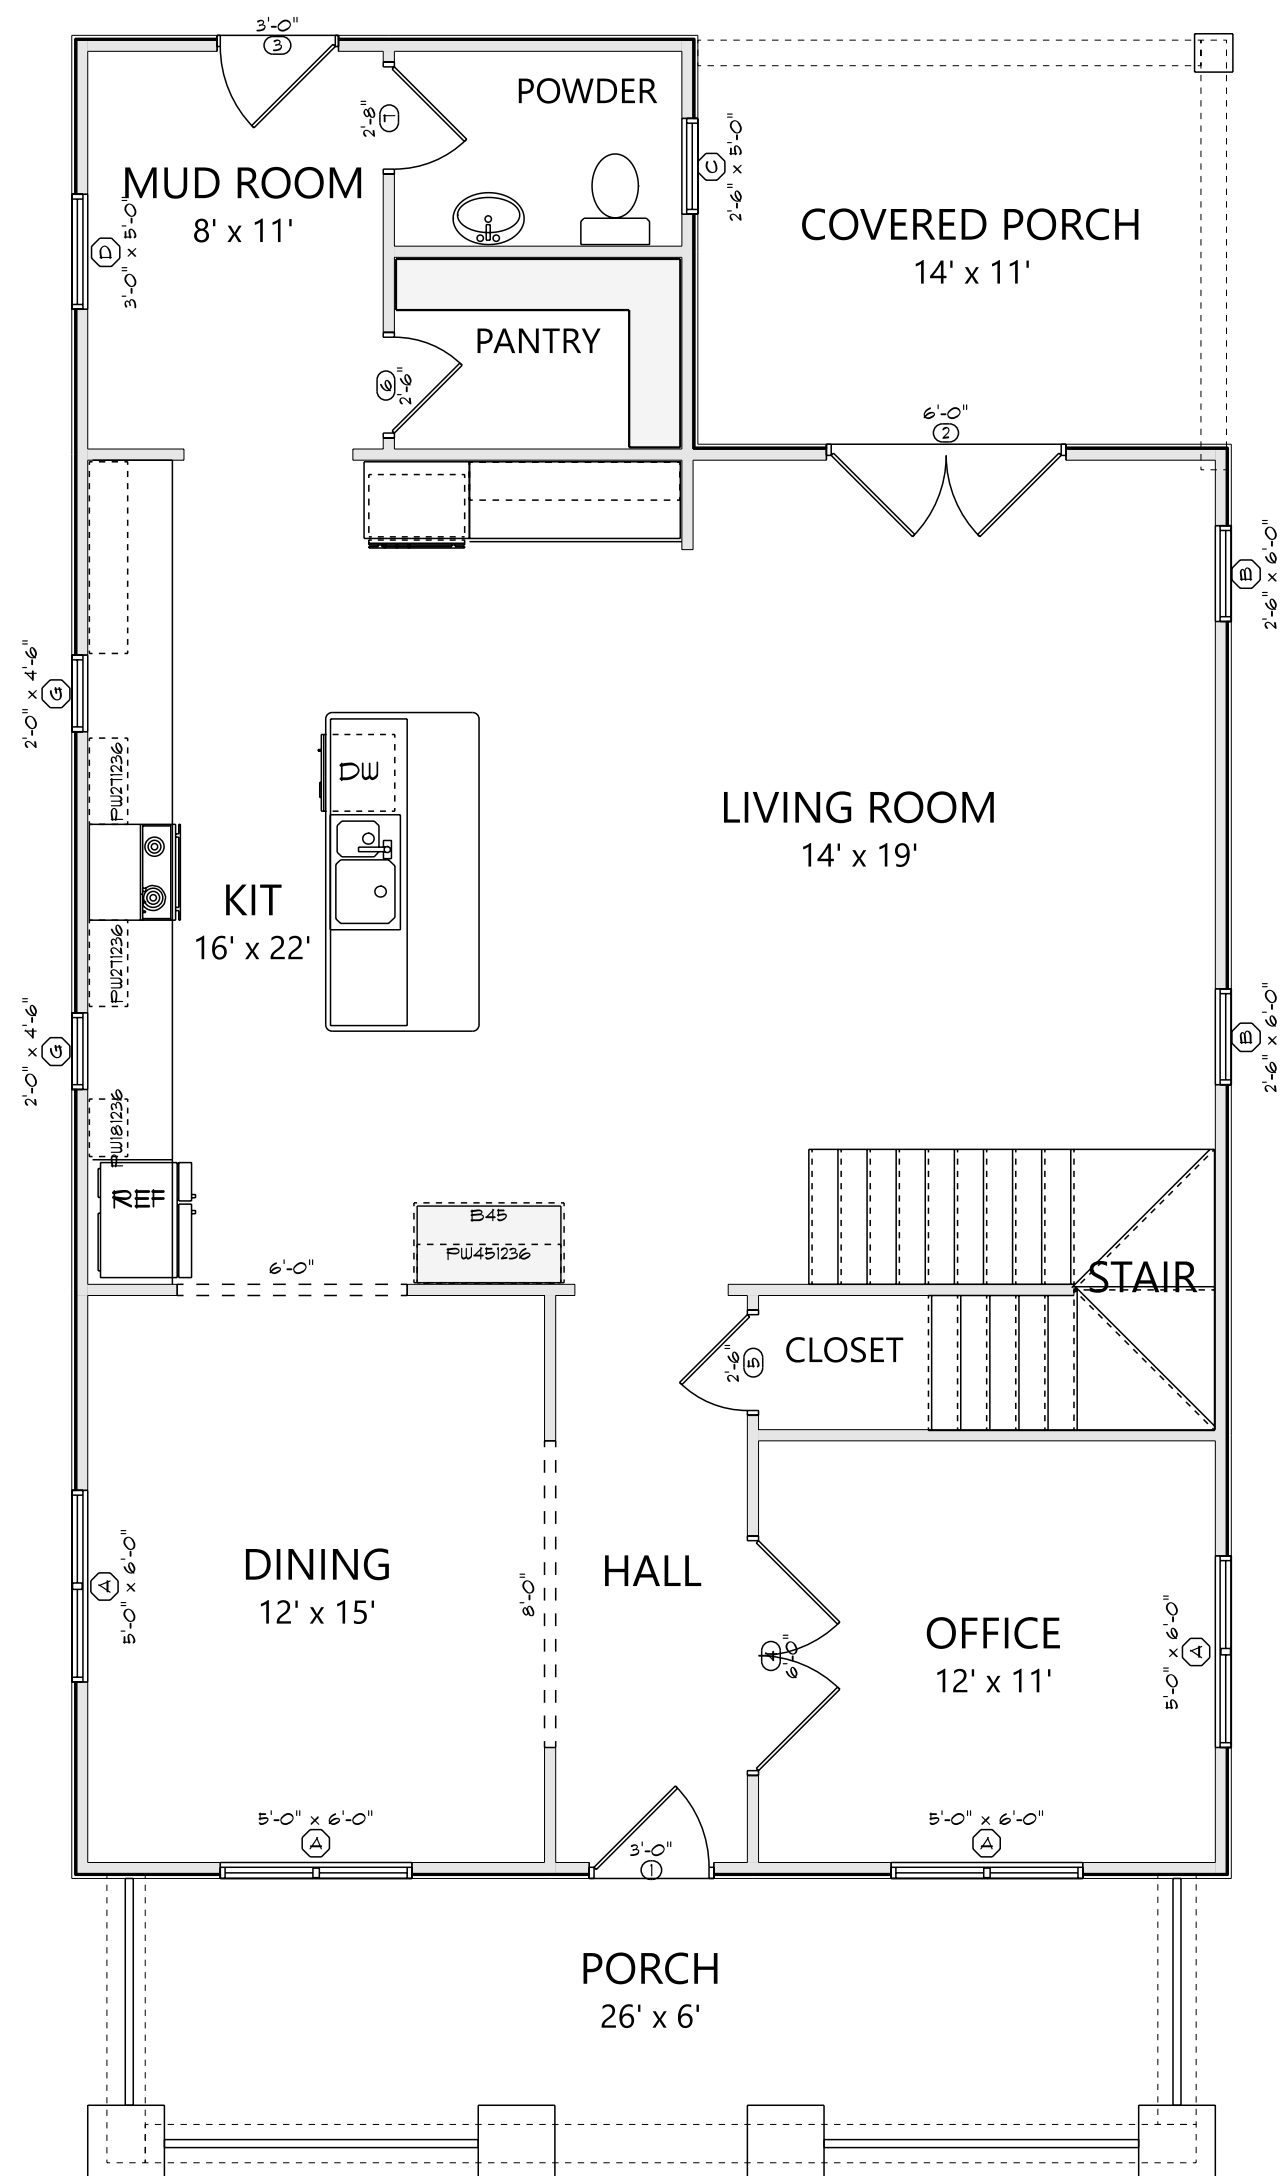 3'-0"
3
POWDER
2'-8"
7
MUD ROOM
8' x 11'
C
2'-6" x 5'-0"
COVERED PORCH
14' x 11'
D
3'-0" x 5'-0"
PANTRY
6
2'-6"
6'-0"
2
B
2'-6" x 6'-0"
2'-0" x 4'-6"
G
PW271236
DW
LIVING ROOM
14' x 19'
KIT
16' x 22'
PW271236
2'-0" x 4'-6"
G
B
2'-6" x 6'-0"
PW181236
REF
B45
PW451236
6'-0"
STAIR
CLOSET
2'-6"
5
DINING
12' x 15'
A
5'-0" x 6'-0"
8'-0"
HALL
4
6'-0"
OFFICE
12' x 11'
5'-0" x 6'-0"
A
5'-0" x 6'-0"
A
3'-0"
1
5'-0" x 6'-0"
A
PORCH
26' x 6'